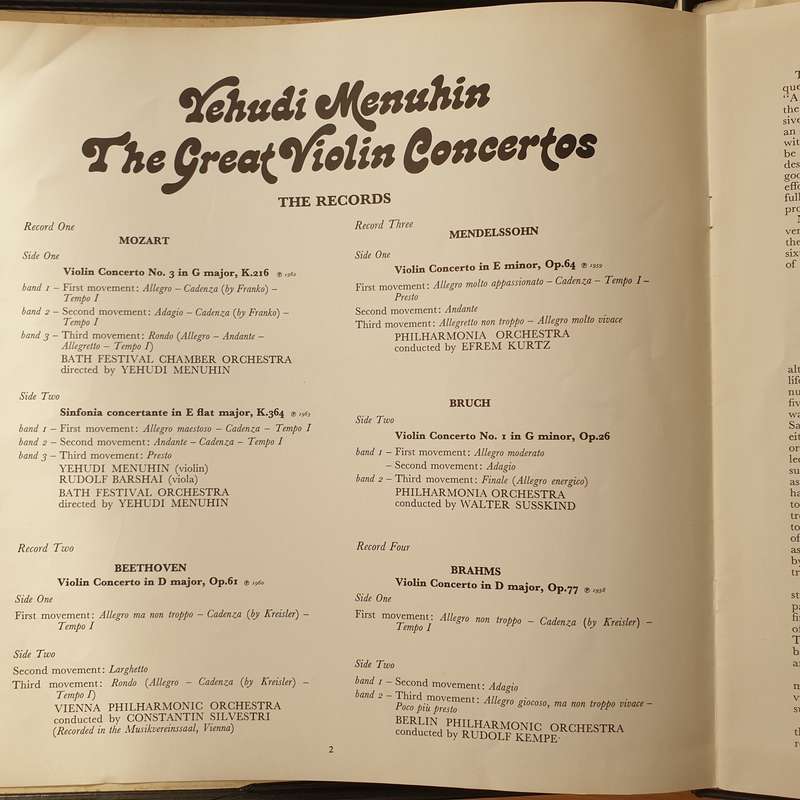 Yehudi Menuhin
The Great Violin Concertos
THE RECORDS
Record One
MOZART
Side One
Violin Concerto No. 3 in G major, K.216 ℗ 1962
band 1 – First movement: Allegro – Cadenza (by Franko) –
Tempo I
band 2 – Second movement: Adagio – Cadenza (by Franko) –
Tempo I
band 3 – Third movement: Rondo (Allegro – Andante –
Allegretto – Tempo I)
BATH FESTIVAL CHAMBER ORCHESTRA
directed by YEHUDI MENUHIN
Side Two
Sinfonia concertante in E flat major, K.364 ℗ 1963
band 1 – First movement: Allegro maestoso – Cadenza – Tempo I
band 2 – Second movement: Andante – Cadenza – Tempo I
band 3 – Third movement: Presto
YEHUDI MENUHIN (violin)
RUDOLF BARSHAI (viola)
BATH FESTIVAL ORCHESTRA
directed by YEHUDI MENUHIN
Record Two
BEETHOVEN
Violin Concerto in D major, Op.61 ℗ 1960
Side One
First movement: Allegro ma non troppo – Cadenza (by Kreisler) –
Tempo I
Side Two
Second movement: Larghetto
Third movement: Rondo (Allegro – Cadenza (by Kreisler) –
Tempo I)
VIENNA PHILHARMONIC ORCHESTRA
conducted by CONSTANTIN SILVESTRI
(Recorded in the Musikvereinssaal, Vienna)
Record Three
MENDELSSOHN
Side One
Violin Concerto in E minor, Op.64 ℗ 1959
First movement: Allegro molto appassionato – Cadenza – Tempo I –
Presto
Second movement: Andante
Third movement: Allegretto non troppo – Allegro molto vivace
PHILHARMONIA ORCHESTRA
conducted by EFREM KURTZ
BRUCH
Side Two
Violin Concerto No. 1 in G minor, Op.26
band 1 – First movement: Allegro moderato
– Second movement: Adagio
band 2 – Third movement: Finale (Allegro energico)
PHILHARMONIA ORCHESTRA
conducted by WALTER SUSSKIND
Record Four
BRAHMS
Violin Concerto in D major, Op.77 ℗ 1958
Side One
First movement: Allegro non troppo – Cadenza (by Kreisler) –
Tempo I
Side Two
band 1 – Second movement: Adagio
band 2 – Third movement: Allegro giocoso, ma non troppo vivace –
Poco più presto
BERLIN PHILHARMONIC ORCHESTRA
conducted by RUDOLF KEMPE
2